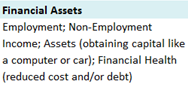 Financial Assets
Employment; Non-Employment
Income; Assets (obtaining capital like
a computer or car); Financial Health
(reduced cost and/or debt)